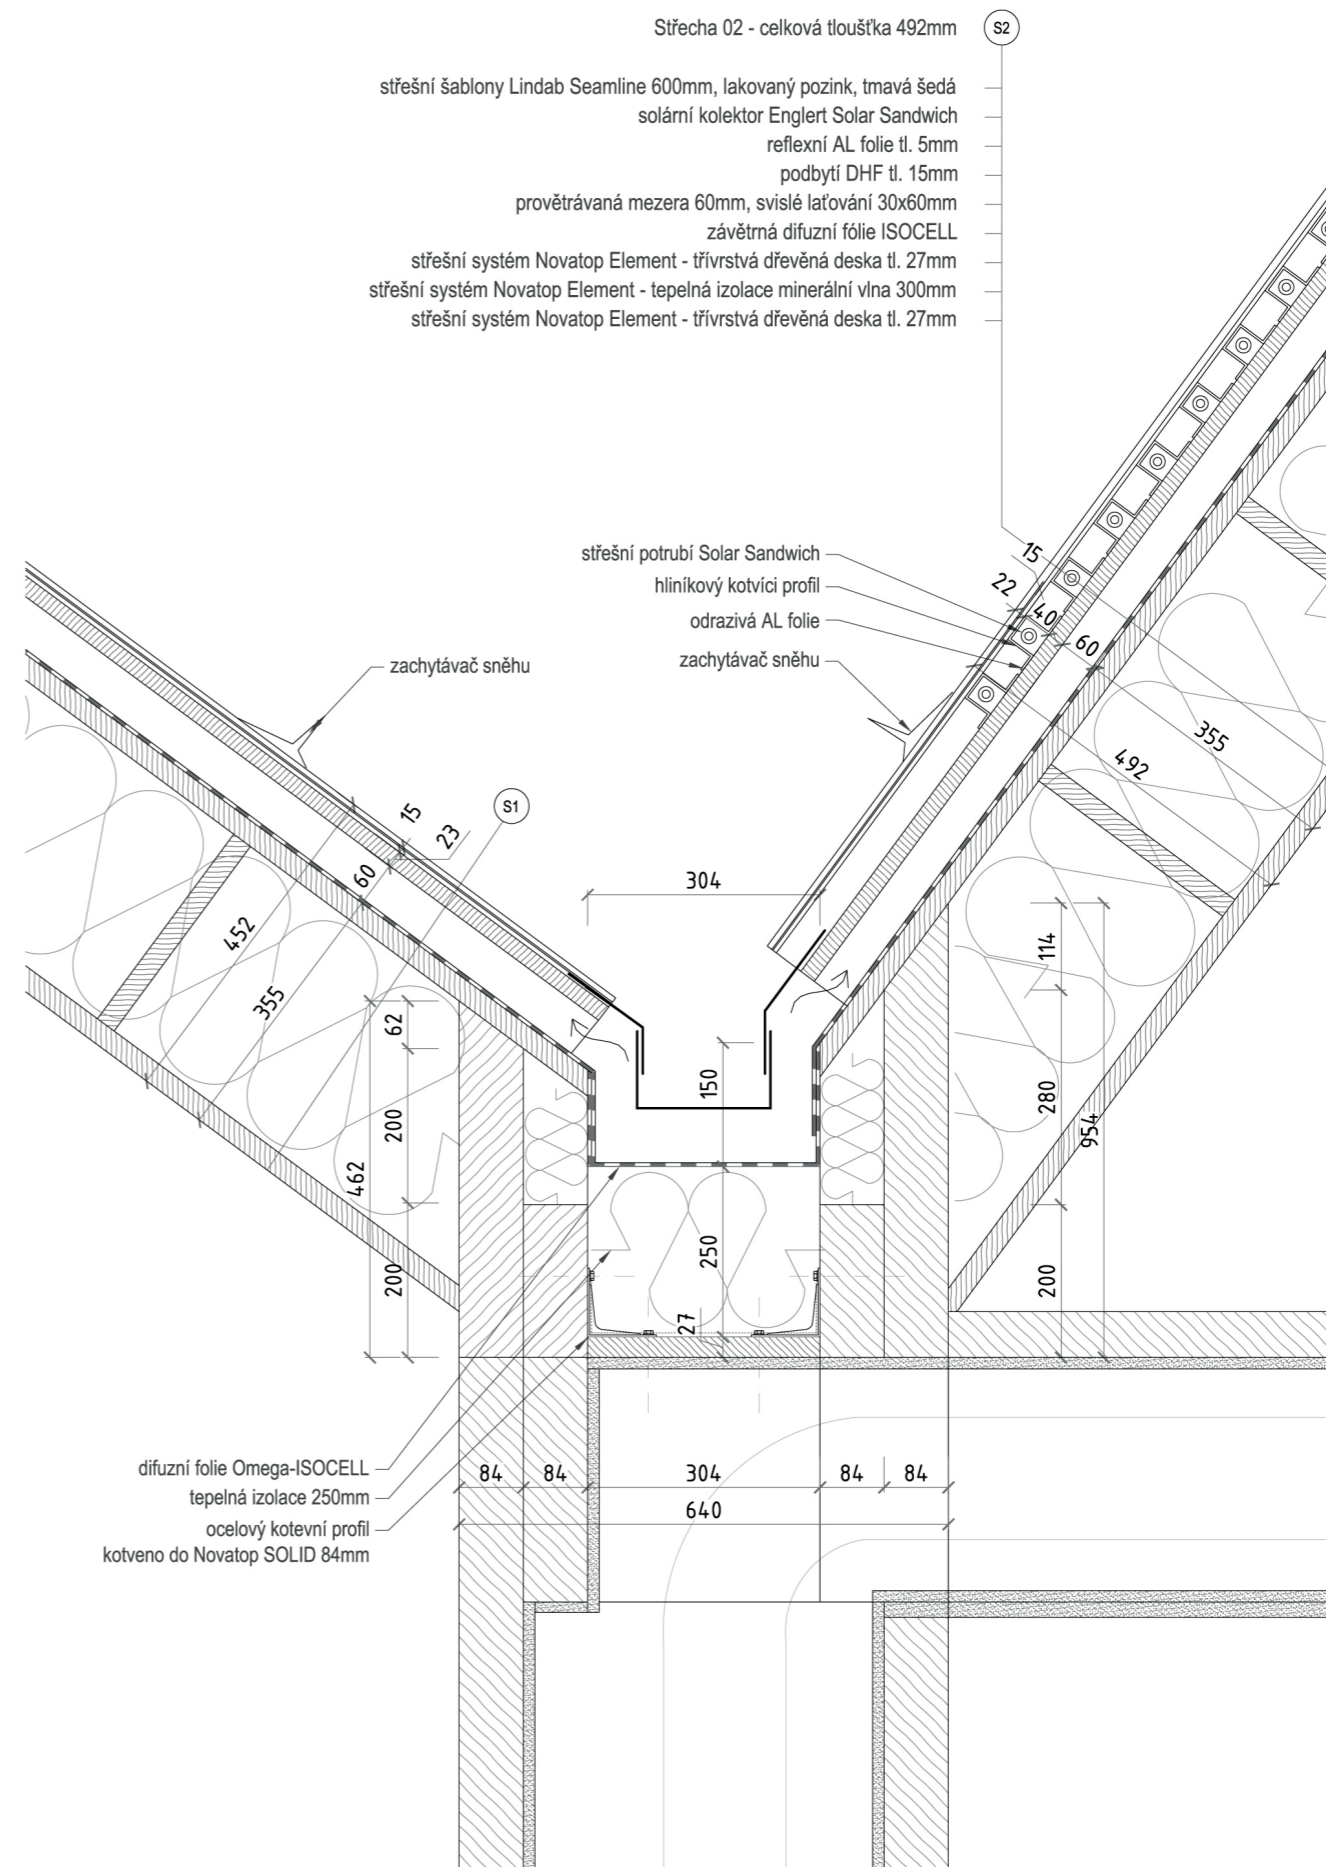 Střecha 02 - celková tloušťka 492mm S2
střešní šablony Lindab Seamline 600mm, lakovaný pozink, tmavá šedá
solární kolektor Englert Solar Sandwich
reflexní AL folie tl. 5mm
podbytí DHF tl. 15mm
provětrávaná mezera 60mm, svislé laťování 30x60mm
závětrná difuzní fólie ISOCELL
střešní systém Novatop Element - třívrstvá dřevěná deska tl. 27mm
střešní systém Novatop Element - tepelná izolace minerální vlna 300mm
střešní systém Novatop Element - třívrstvá dřevěná deska tl. 27mm
střešní potrubí Solar Sandwich
hliníkový kotvíci profil
odrazivá AL folie
zachytávač sněhu
zachytávač sněhu
15
22
40
60
355
492
S1
15
23
60
452
355
304
114
62
150
280
954
200
462
250
200
200
27
difuzní folie Omega-ISOCELL
tepelná izolace 250mm
ocelový kotevní profil
kotveno do Novatop SOLID 84mm
84 84 304 84 84
640